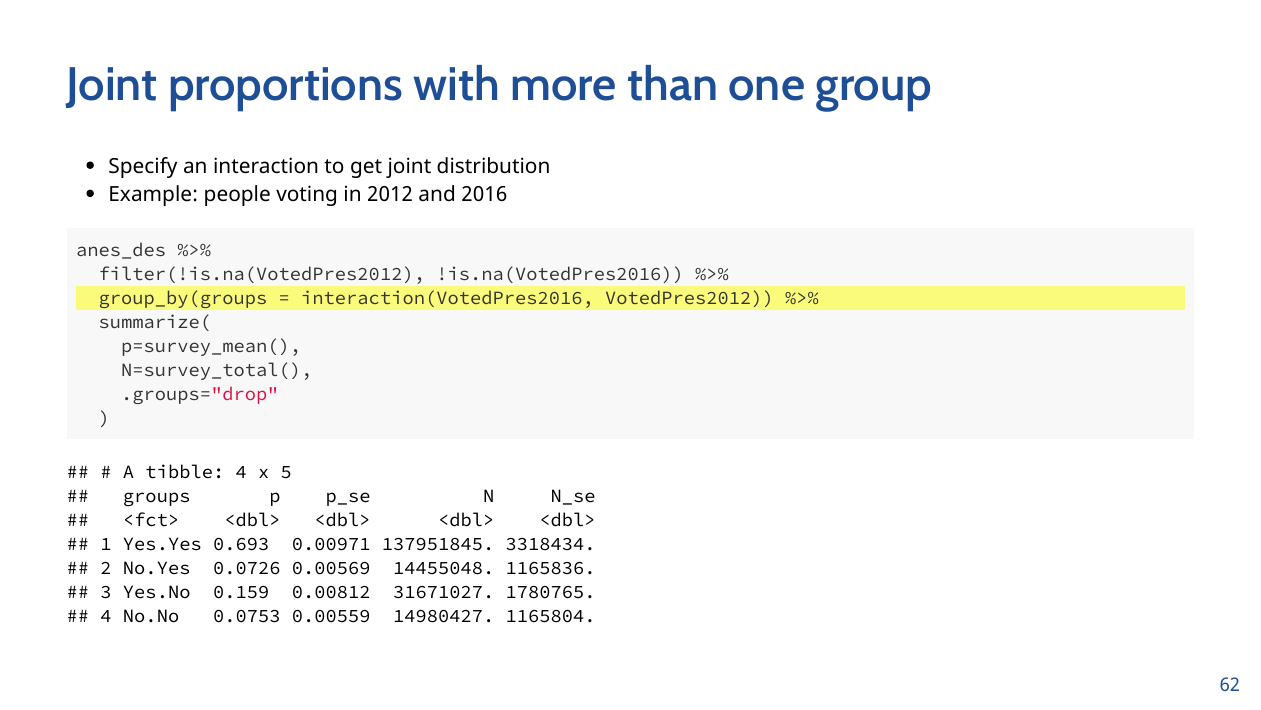 Joint proportions with more than one group
• Specify an interaction to get joint distribution
• Example: people voting in 2012 and 2016
anes_des %>%
  filter(!is.na(VotedPres2012), !is.na(VotedPres2016)) %>%
  group_by(groups = interaction(VotedPres2016, VotedPres2012)) %>%
  summarize(
    p=survey_mean(),
    N=survey_total(),
    .groups="drop"
  )
## # A tibble: 4 x 5
##   groups       p    p_se          N     N_se
##   <fct>    <dbl>   <dbl>      <dbl>    <dbl>
## 1 Yes.Yes 0.693  0.00971 137951845. 3318434.
## 2 No.Yes  0.0726 0.00569  14455048. 1165836.
## 3 Yes.No  0.159  0.00812  31671027. 1780765.
## 4 No.No   0.0753 0.00559  14980427. 1165804.
62